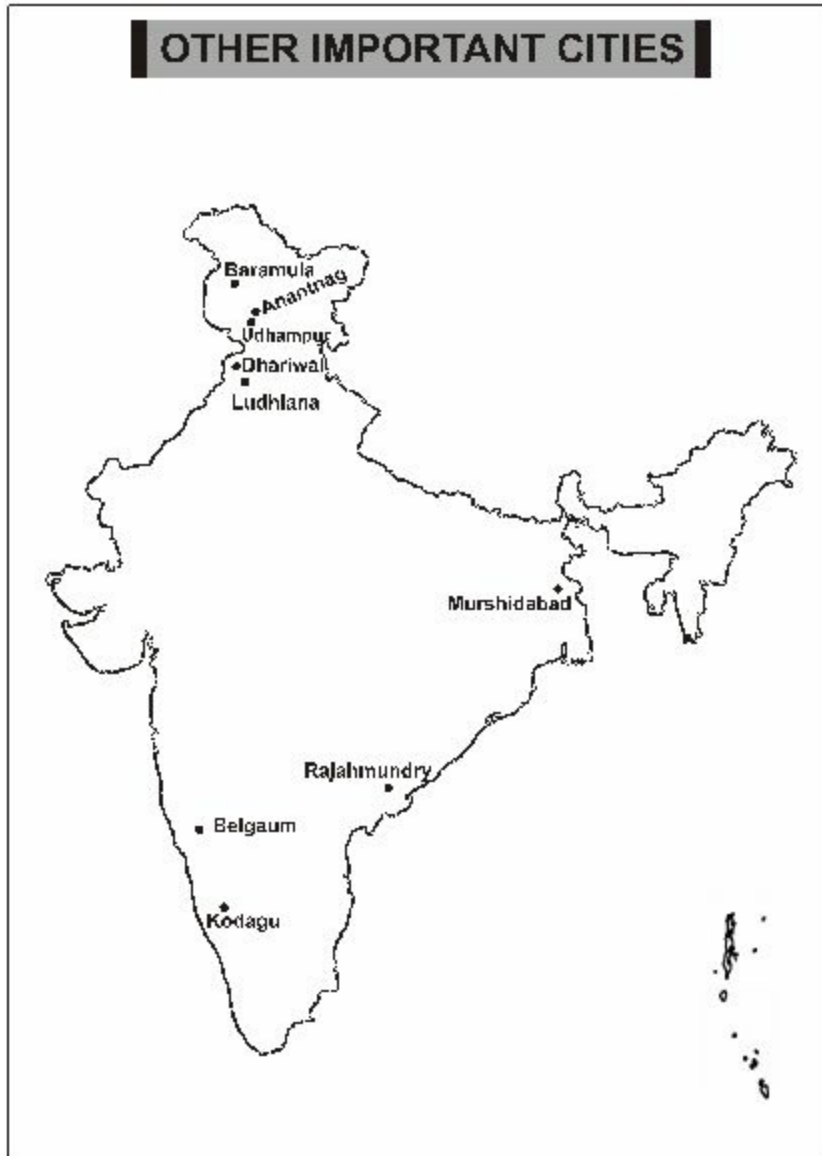 OTHER IMPORTANT CITIES
Baramula
Anantnag
Udhampur
Dhariwal
Ludhiana
Murshidabad
Rajahmundry
Belgaum
Kodagu